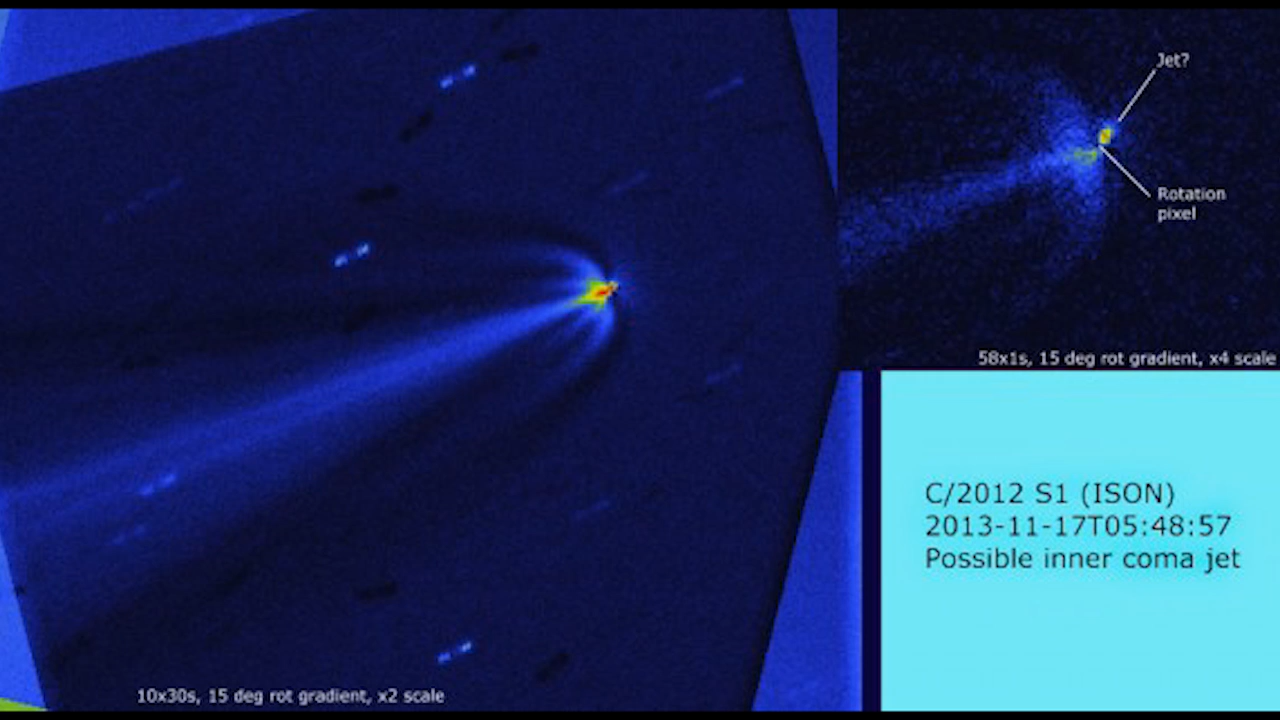 Jet?
Rotation
pixel
58x1s, 15 deg rot gradient, x4 scale
C/2012 S1 (ISON)
2013-11-17T05:48:57
Possible inner coma jet
10x30s, 15 deg rot gradient, x2 scale